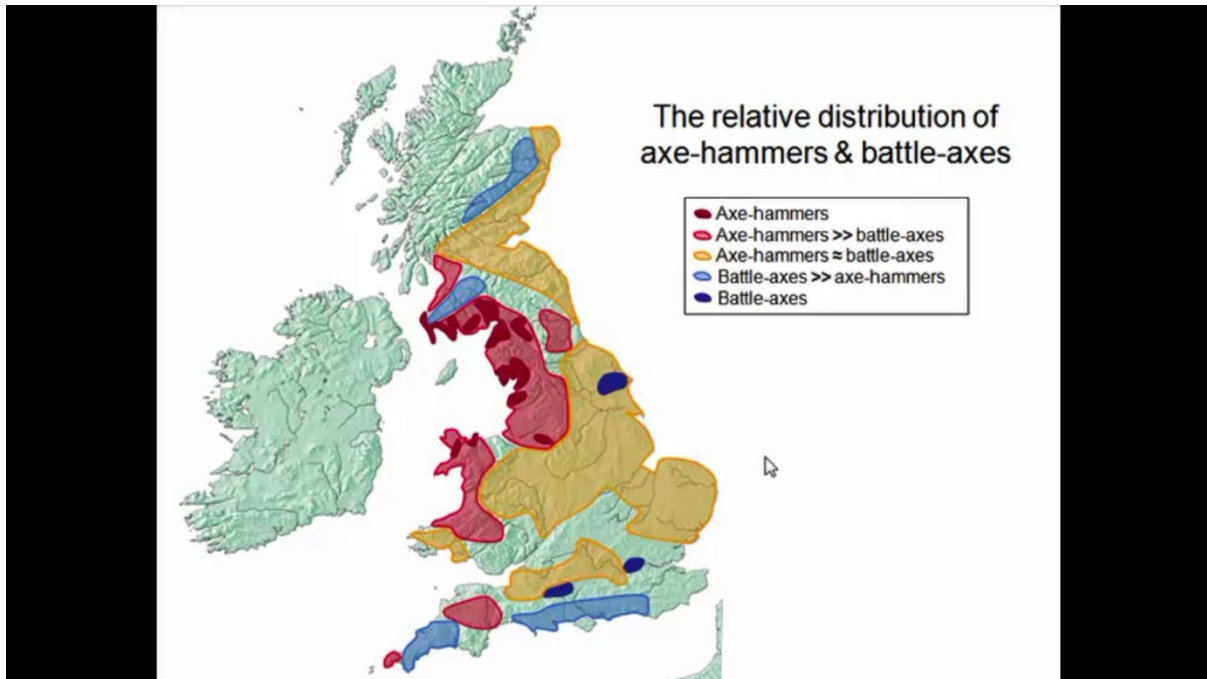 The relative distribution of
axe-hammers & battle-axes
Axe-hammers
Axe-hammers >> battle-axes
Axe-hammers ≈ battle-axes
Battle-axes >> axe-hammers
Battle-axes